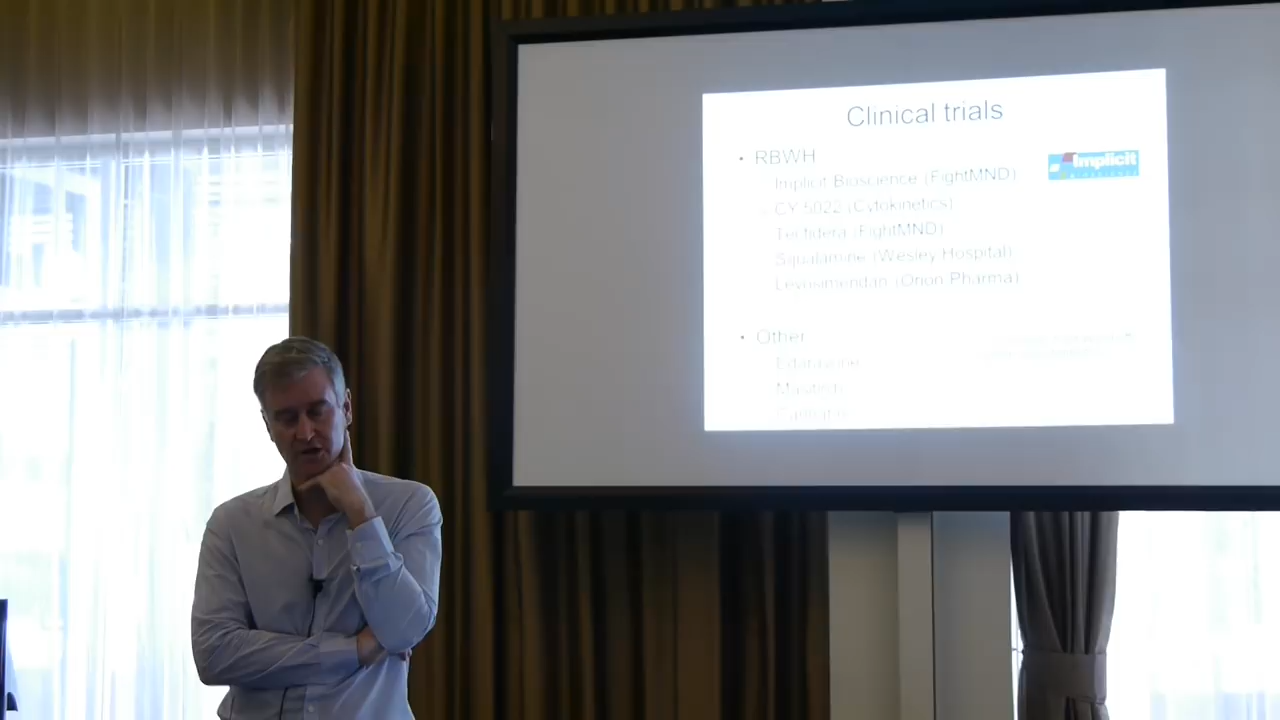 Clinical trials
• RBWH
Implicit
Implicit Bioscience (FightMND)
– CY 5022 (Cytokinetics)
Tecfidera (FightMND)
Squalamine (Wesley Hospital)
Levosimendan (Orion Pharma)
• Other
Edaravone